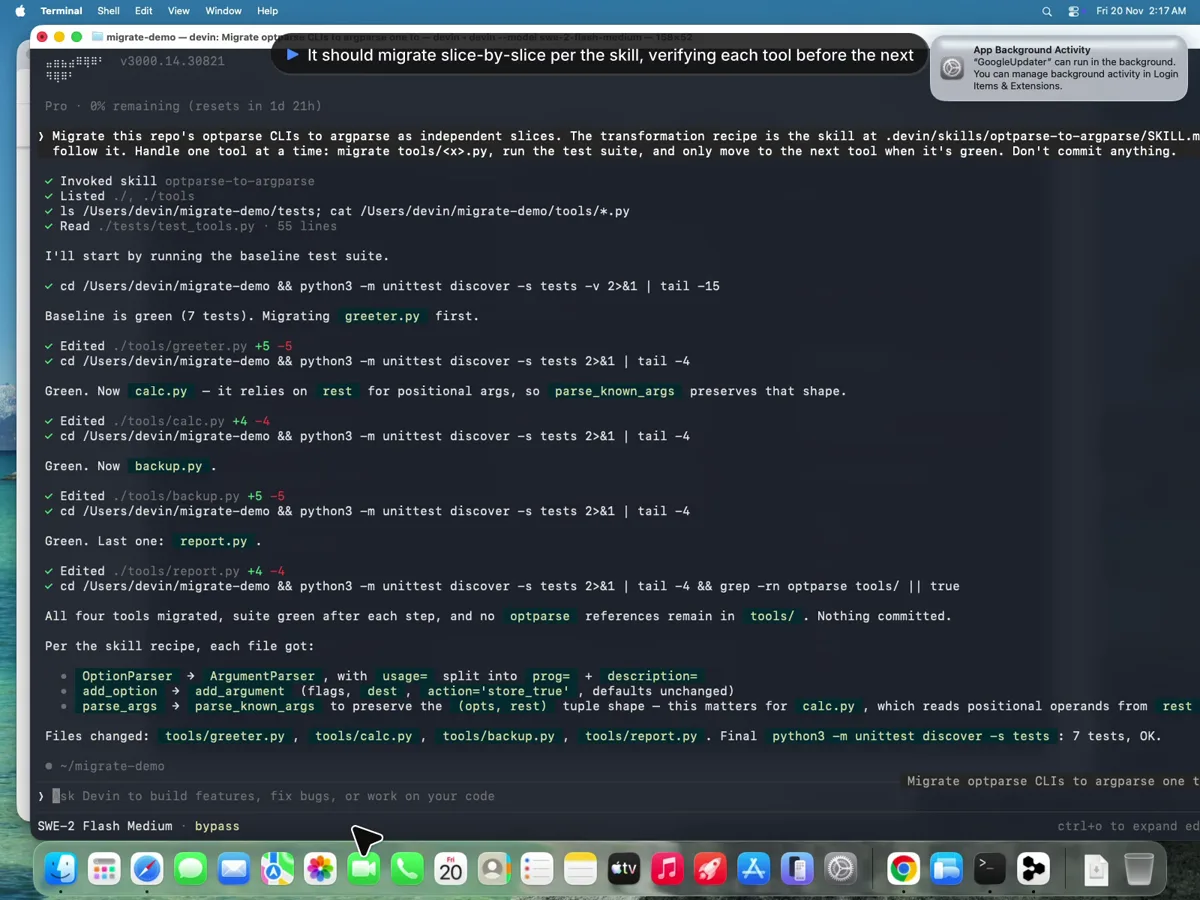 Terminal Shell Edit View Window Help Fri 20 Nov 2:17 AM
migrate-demo — devin: Migrate
It should migrate slice-by-slice per the skill, verifying each tool before the next
App Background Activity
"GoogleUpdater" can run in the background.
You can manage background activity in Login
Items & Extensions.
v3000.14.30821
Pro · 0% remaining (resets in 1d 21h)
❯ Migrate this repo's optparse CLIs to argparse as independent slices. The transformation recipe is the skill at .devin/skills/optparse-to-argparse/SKILL.m
follow it. Handle one tool at a time: migrate tools/<x>.py, run the test suite, and only move to the next tool when it's green. Don't commit anything.
✓ Invoked skill optparse-to-argparse
✓ Listed ./, ./tools
✓ ls /Users/devin/migrate-demo/tests; cat /Users/devin/migrate-demo/tools/*.py
✓ Read ./tests/test_tools.py · 55 lines
I'll start by running the baseline test suite.
✓ cd /Users/devin/migrate-demo && python3 -m unittest discover -s tests -v 2>&1 | tail -15
Baseline is green (7 tests). Migrating greeter.py first.
✓ Edited ./tools/greeter.py +5 -5
✓ cd /Users/devin/migrate-demo && python3 -m unittest discover -s tests 2>&1 | tail -4
Green. Now calc.py — it relies on rest for positional args, so parse_known_args preserves that shape.
✓ Edited ./tools/calc.py +4 -4
✓ cd /Users/devin/migrate-demo && python3 -m unittest discover -s tests 2>&1 | tail -4
Green. Now backup.py .
✓ Edited ./tools/backup.py +5 -5
✓ cd /Users/devin/migrate-demo && python3 -m unittest discover -s tests 2>&1 | tail -4
Green. Last one: report.py .
✓ Edited ./tools/report.py +4 -4
✓ cd /Users/devin/migrate-demo && python3 -m unittest discover -s tests 2>&1 | tail -4 && grep -rn optparse tools/ || true
All four tools migrated, suite green after each step, and no optparse references remain in tools/ . Nothing committed.
Per the skill recipe, each file got:
• OptionParser → ArgumentParser , with usage= split into prog= + description=
• add_option → add_argument (flags, dest , action='store_true' , defaults unchanged)
• parse_args → parse_known_args to preserve the (opts, rest) tuple shape — this matters for calc.py , which reads positional operands from rest
Files changed: tools/greeter.py , tools/calc.py , tools/backup.py , tools/report.py . Final python3 -m unittest discover -s tests : 7 tests, OK.
● ~/migrate-demo
Migrate optparse CLIs to argparse one t
❯ sk Devin to build features, fix bugs, or work on your code
SWE-2 Flash Medium · bypass
ctrl+o to expand ed
Fri
20
tv